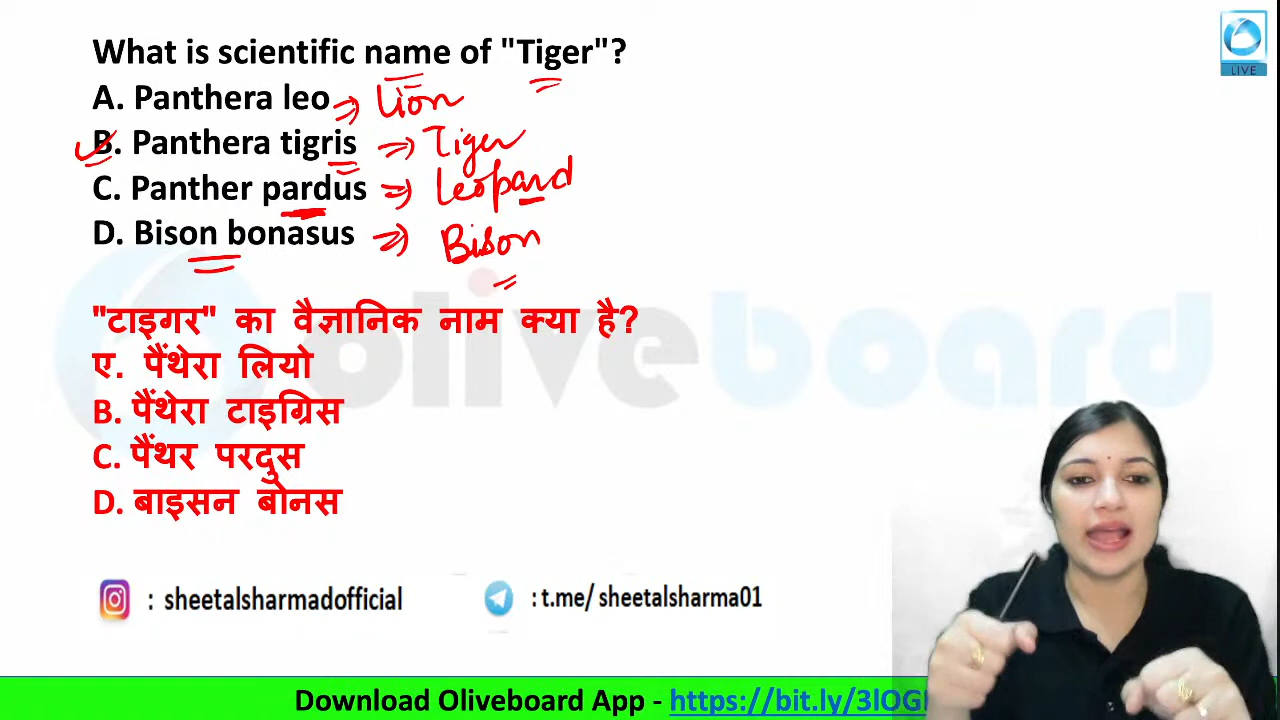 What is scientific name of "Tiger"?
A. Panthera leo ⇒ Lion
B. Panthera tigris ⇒ Tiger
C. Panther pardus ⇒ Leopard
D. Bison bonasus ⇒ Bison
"टाइगर" का वैज्ञानिक नाम क्या है?
ए. पैंथेरा लियो
B. पैंथेरा टाइग्रिस
C. पैंथर परदुस
D. बाइसन बोनस
oliveboard
LIVE
: sheetalsharmadofficial
: t.me/ sheetalsharma01
Download Oliveboard App - https://bit.ly/3lOG